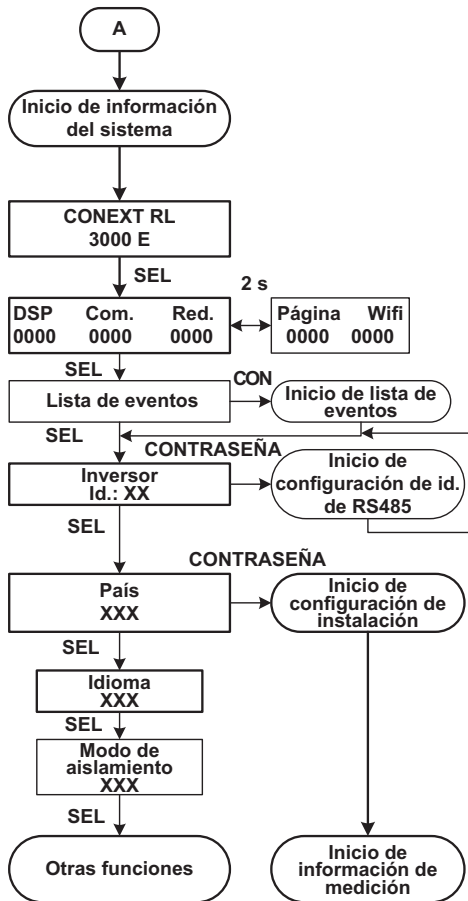 A
Inicio de información
del sistema
CONEXT RL
3000 E
SEL
2 s
DSP Com. Red.
0000 0000 0000
Página Wifi
0000 0000
SEL
CON
Lista de eventos
Inicio de lista de
eventos
SEL
CONTRASEÑA
Inversor
Id.: XX
Inicio de
configuración de id.
de RS485
SEL
CONTRASEÑA
País
XXX
Inicio de
configuración de
instalación
SEL
Idioma
XXX
SEL
Modo de
aislamiento
XXX
SEL
Otras funciones
Inicio de
información de
medición